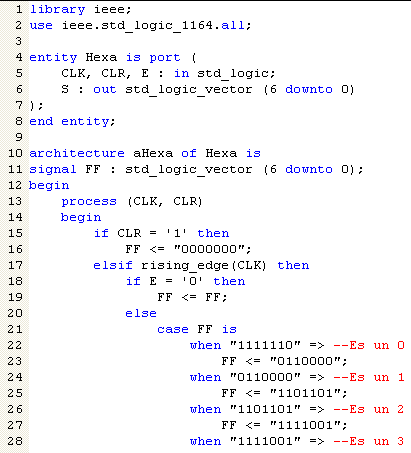 1 library ieee;
2 use ieee.std_logic_1164.all;
3
4 entity Hexa is port (
5     CLK, CLR, E : in std_logic;
6     S : out std_logic_vector (6 downto 0)
7 );
8 end entity;
9
10 architecture aHexa of Hexa is
11 signal FF : std_logic_vector (6 downto 0);
12 begin
13     process (CLK, CLR)
14     begin
15         if CLR = '1' then
16             FF <= "0000000";
17         elsif rising_edge(CLK) then
18             if E = '0' then
19                 FF <= FF;
20             else
21                 case FF is
22                     when "1111110" => --Es un 0
23                         FF <= "0110000";
24                     when "0110000" => --Es un 1
25                         FF <= "1101101";
26                     when "1101101" => --Es un 2
27                         FF <= "1111001";
28                     when "1111001" => --Es un 3